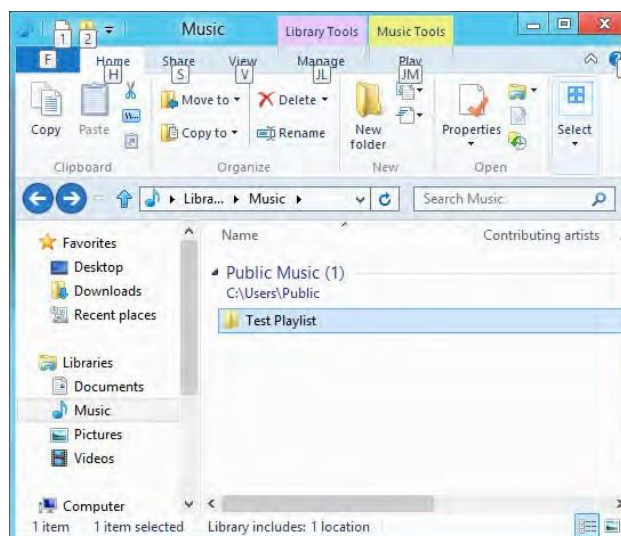 1 2 Music Library Tools Music Tools
F Home Share View Manage Play
H S V JL JM
Copy Paste W... Move to Delete New folder Properties Select
Copy to Rename
Clipboard Organize New Open
Libra... Music Search Music
Favorites Name Contributing artists
Desktop Public Music (1)
Downloads C:\Users\Public
Recent places Test Playlist
Libraries
Documents
Music
Pictures
Videos
Computer
1 item 1 item selected Library includes: 1 location